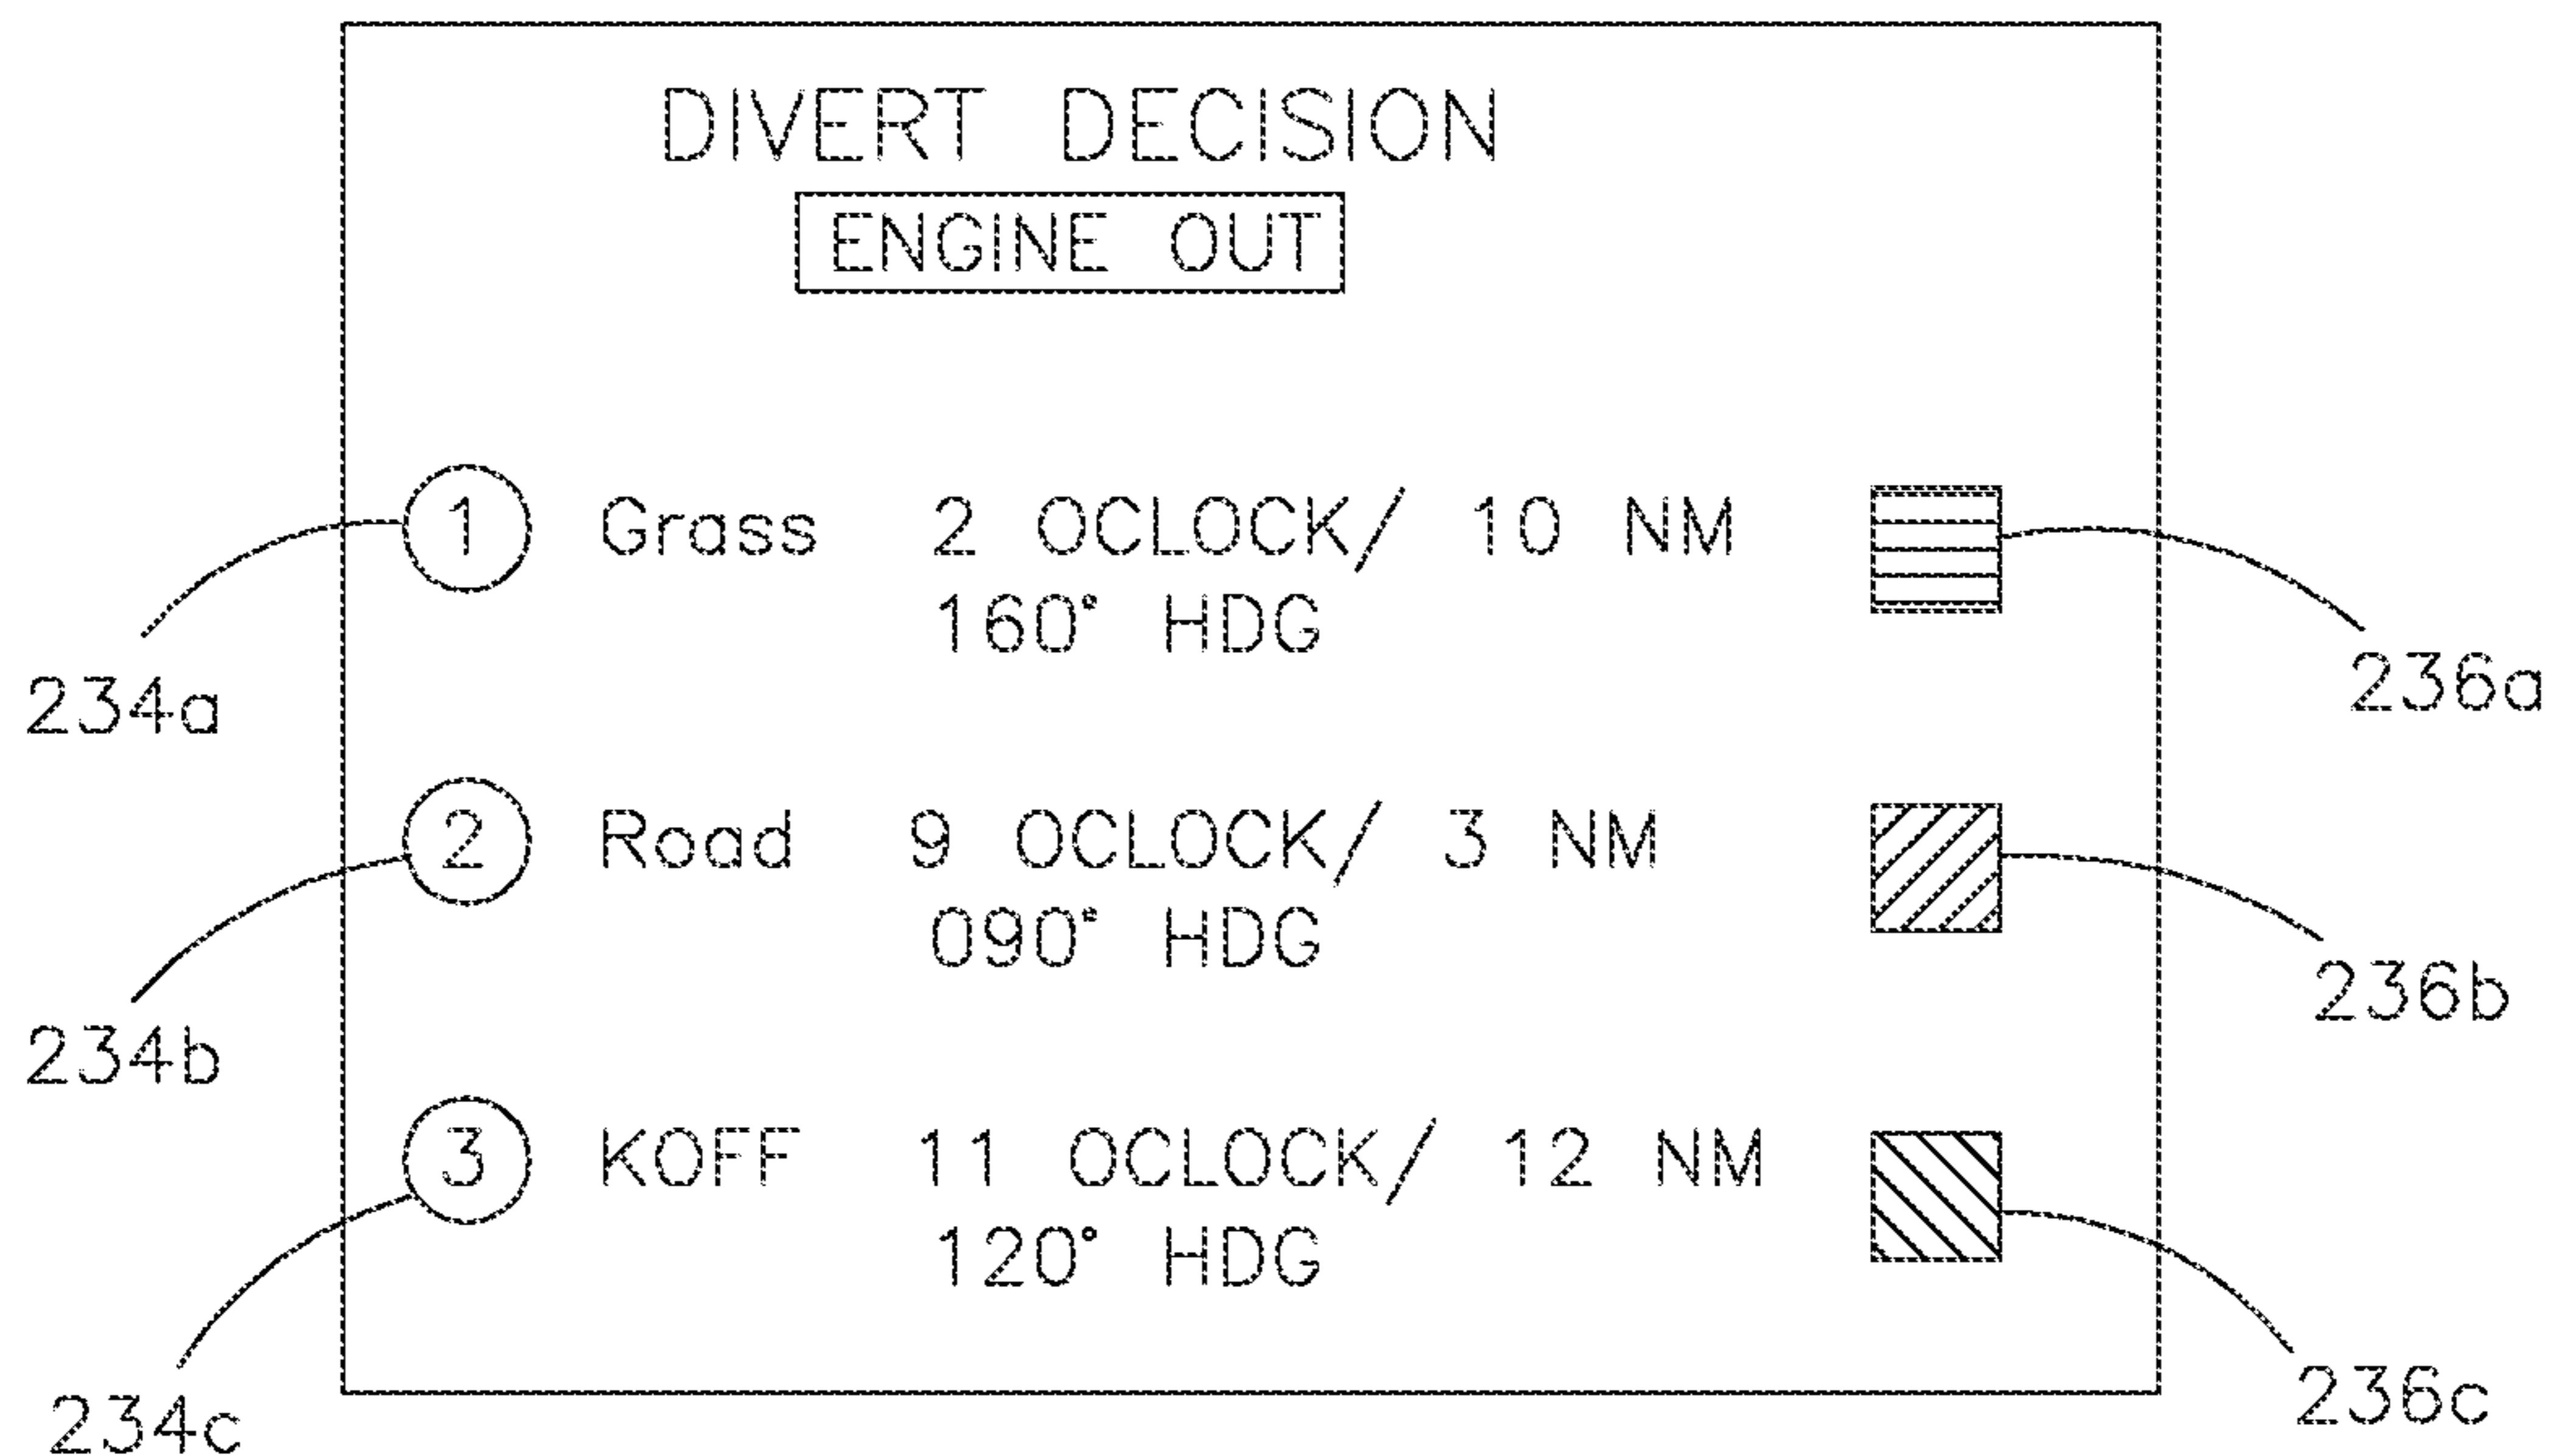 DIVERT DECISION
ENGINE OUT
1 Grass 2 OCLOCK/ 10 NM
160° HDG
234a
236a
2 Road 9 OCLOCK/ 3 NM
090° HDG
234b
236b
3 KOFF 11 OCLOCK/ 12 NM
120° HDG
234c
236c